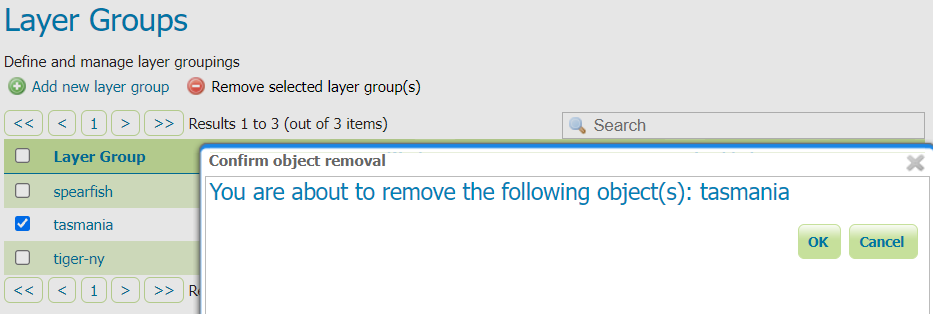 Layer Groups
Define and manage layer groupings
Add new layer group Remove selected layer group(s)
<< < 1 > >> Results 1 to 3 (out of 3 items) Search
Layer Group
Confirm object removal
You are about to remove the following object(s): tasmania
OK Cancel
spearfish
tasmania
tiger-ny
<< < 1 > >>